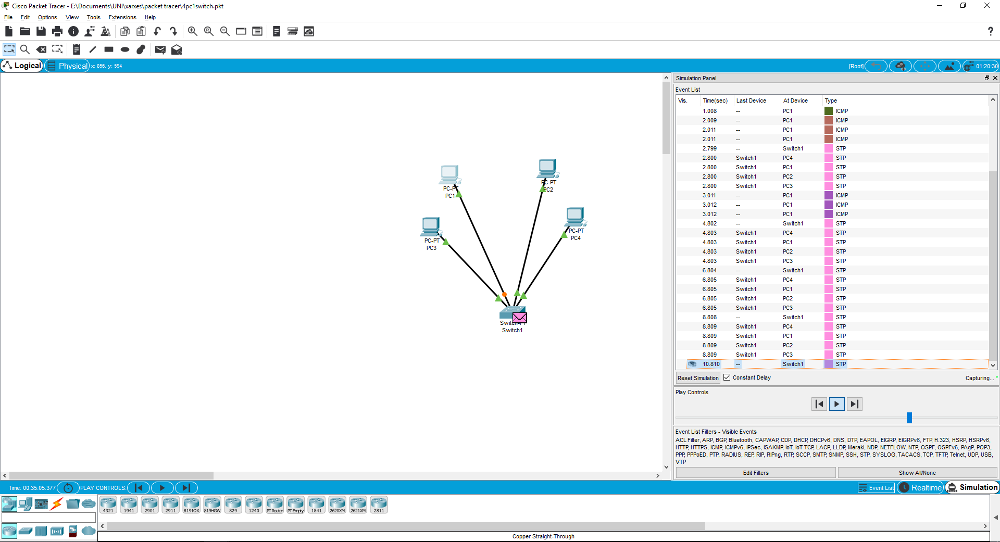 Cisco Packet Tracer - E:\Documents\UNI\xarxes\packet tracer\4pc1switch.pkt
File Edit Options View Tools Extensions Help
Logical Physical x: 856, y: 594 [Root] 01:20:30
PC-PT
PC1
PC-PT
PC2
PC-PT
PC3
PC-PT
PC4
Switch1
Simulation Panel
Event List
Vis. Time(sec) Last Device At Device Type
1.008 -- PC1 ICMP
2.009 -- PC1 ICMP
2.011 -- PC1 ICMP
2.011 -- PC1 ICMP
2.799 -- Switch1 STP
2.800 Switch1 PC4 STP
2.800 Switch1 PC1 STP
2.800 Switch1 PC2 STP
2.800 Switch1 PC3 STP
3.011 -- PC1 ICMP
3.012 -- PC1 ICMP
3.012 -- PC1 ICMP
4.802 -- Switch1 STP
4.803 Switch1 PC4 STP
4.803 Switch1 PC1 STP
4.803 Switch1 PC2 STP
4.803 Switch1 PC3 STP
6.804 -- Switch1 STP
6.805 Switch1 PC4 STP
6.805 Switch1 PC1 STP
6.805 Switch1 PC2 STP
6.805 Switch1 PC3 STP
8.808 -- Switch1 STP
8.809 Switch1 PC4 STP
8.809 Switch1 PC1 STP
8.809 Switch1 PC2 STP
8.809 Switch1 PC3 STP
10.810 -- Switch1 STP
Reset Simulation Constant Delay Capturing...
Play Controls
Event List Filters - Visible Events
ACL Filter, ARP, BGP, Bluetooth, CAPWAP, CDP, DHCP, DHCPv6, DNS, DTP, EAPOL, EIGRP, EIGRPv6, FTP, H.323, HSRP, HSRPv6,
HTTP, HTTPS, ICMP, ICMPv6, IPSec, ISAKMP, IoT, IoT TCP, LACP, LLDP, Meraki, NDP, NETFLOW, NTP, OSPF, OSPFv6, PAgP, POP3,
PPP, PPPoED, PTP, RADIUS, REP, RIP, RIPng, RTP, SCCP, SMTP, SNMP, SSH, STP, SYSLOG, TACACS, TCP, TFTP, Telnet, UDP, USB,
VTP
Edit Filters Show All/None
Time: 00:35:05.377 PLAY CONTROLS: Event List Realtime Simulation
4321 1941 2901 2911 819IOX 819HGW 829 1240 PT-Router PT-Empty 1841 2620XM 2621XM 2811
Copper Straight-Through